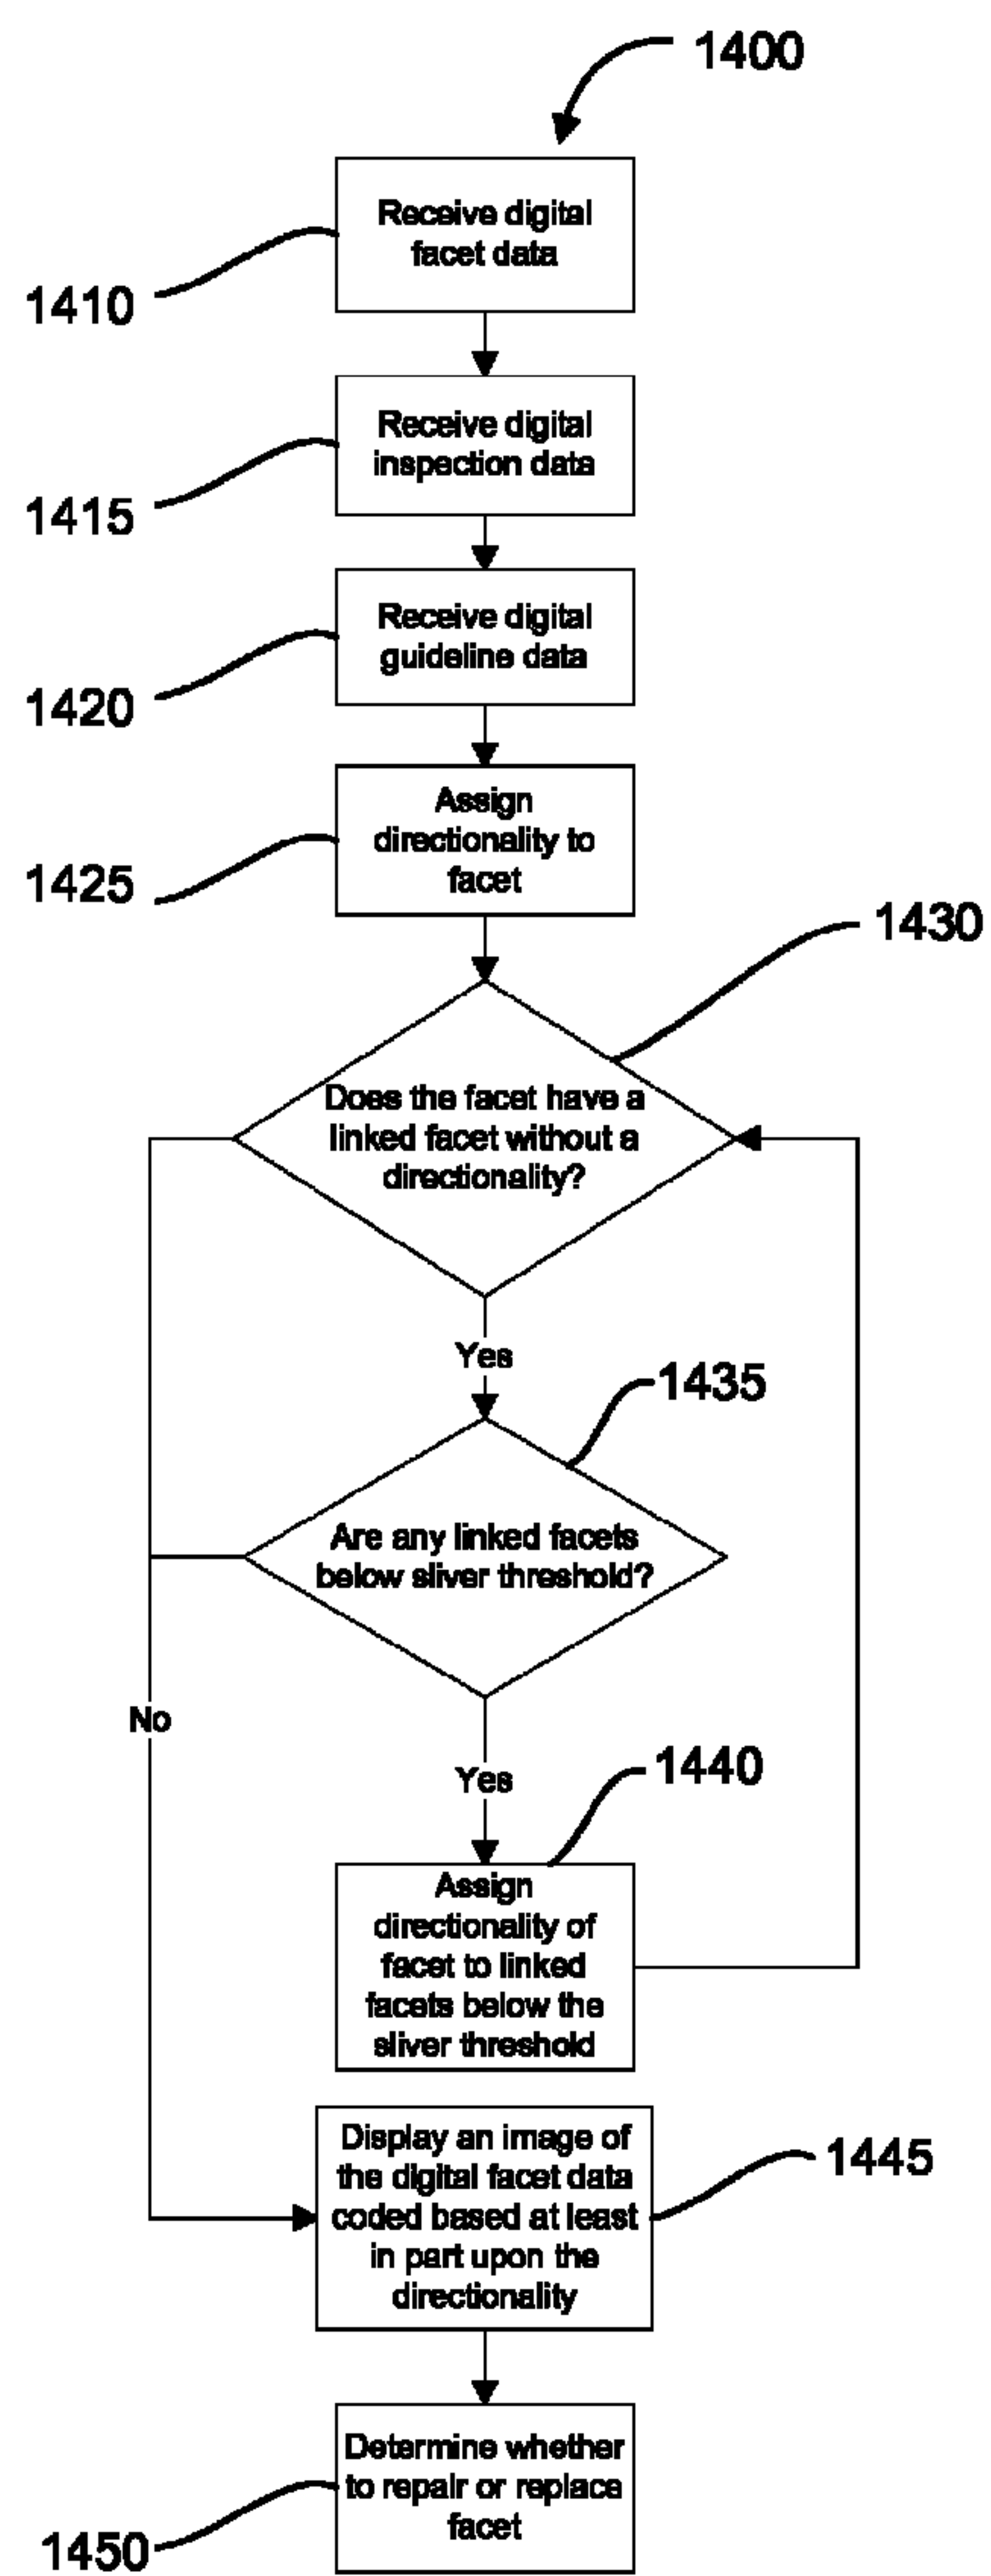 1400
Receive digital
facet data
1410
Receive digital
inspection data
1415
Receive digital
guideline data
1420
Assign
directionality to
facet
1425
1430
Does the facet have a
linked facet without a
directionality?
Yes
1435
Are any linked facets
below sliver threshold?
No
Yes
1440
Assign
directionality of
facet to linked
facets below the
sliver threshold
Display an image of
the digital facet data
coded based at least
in part upon the
directionality
1445
Determine whether
to repair or replace
facet
1450